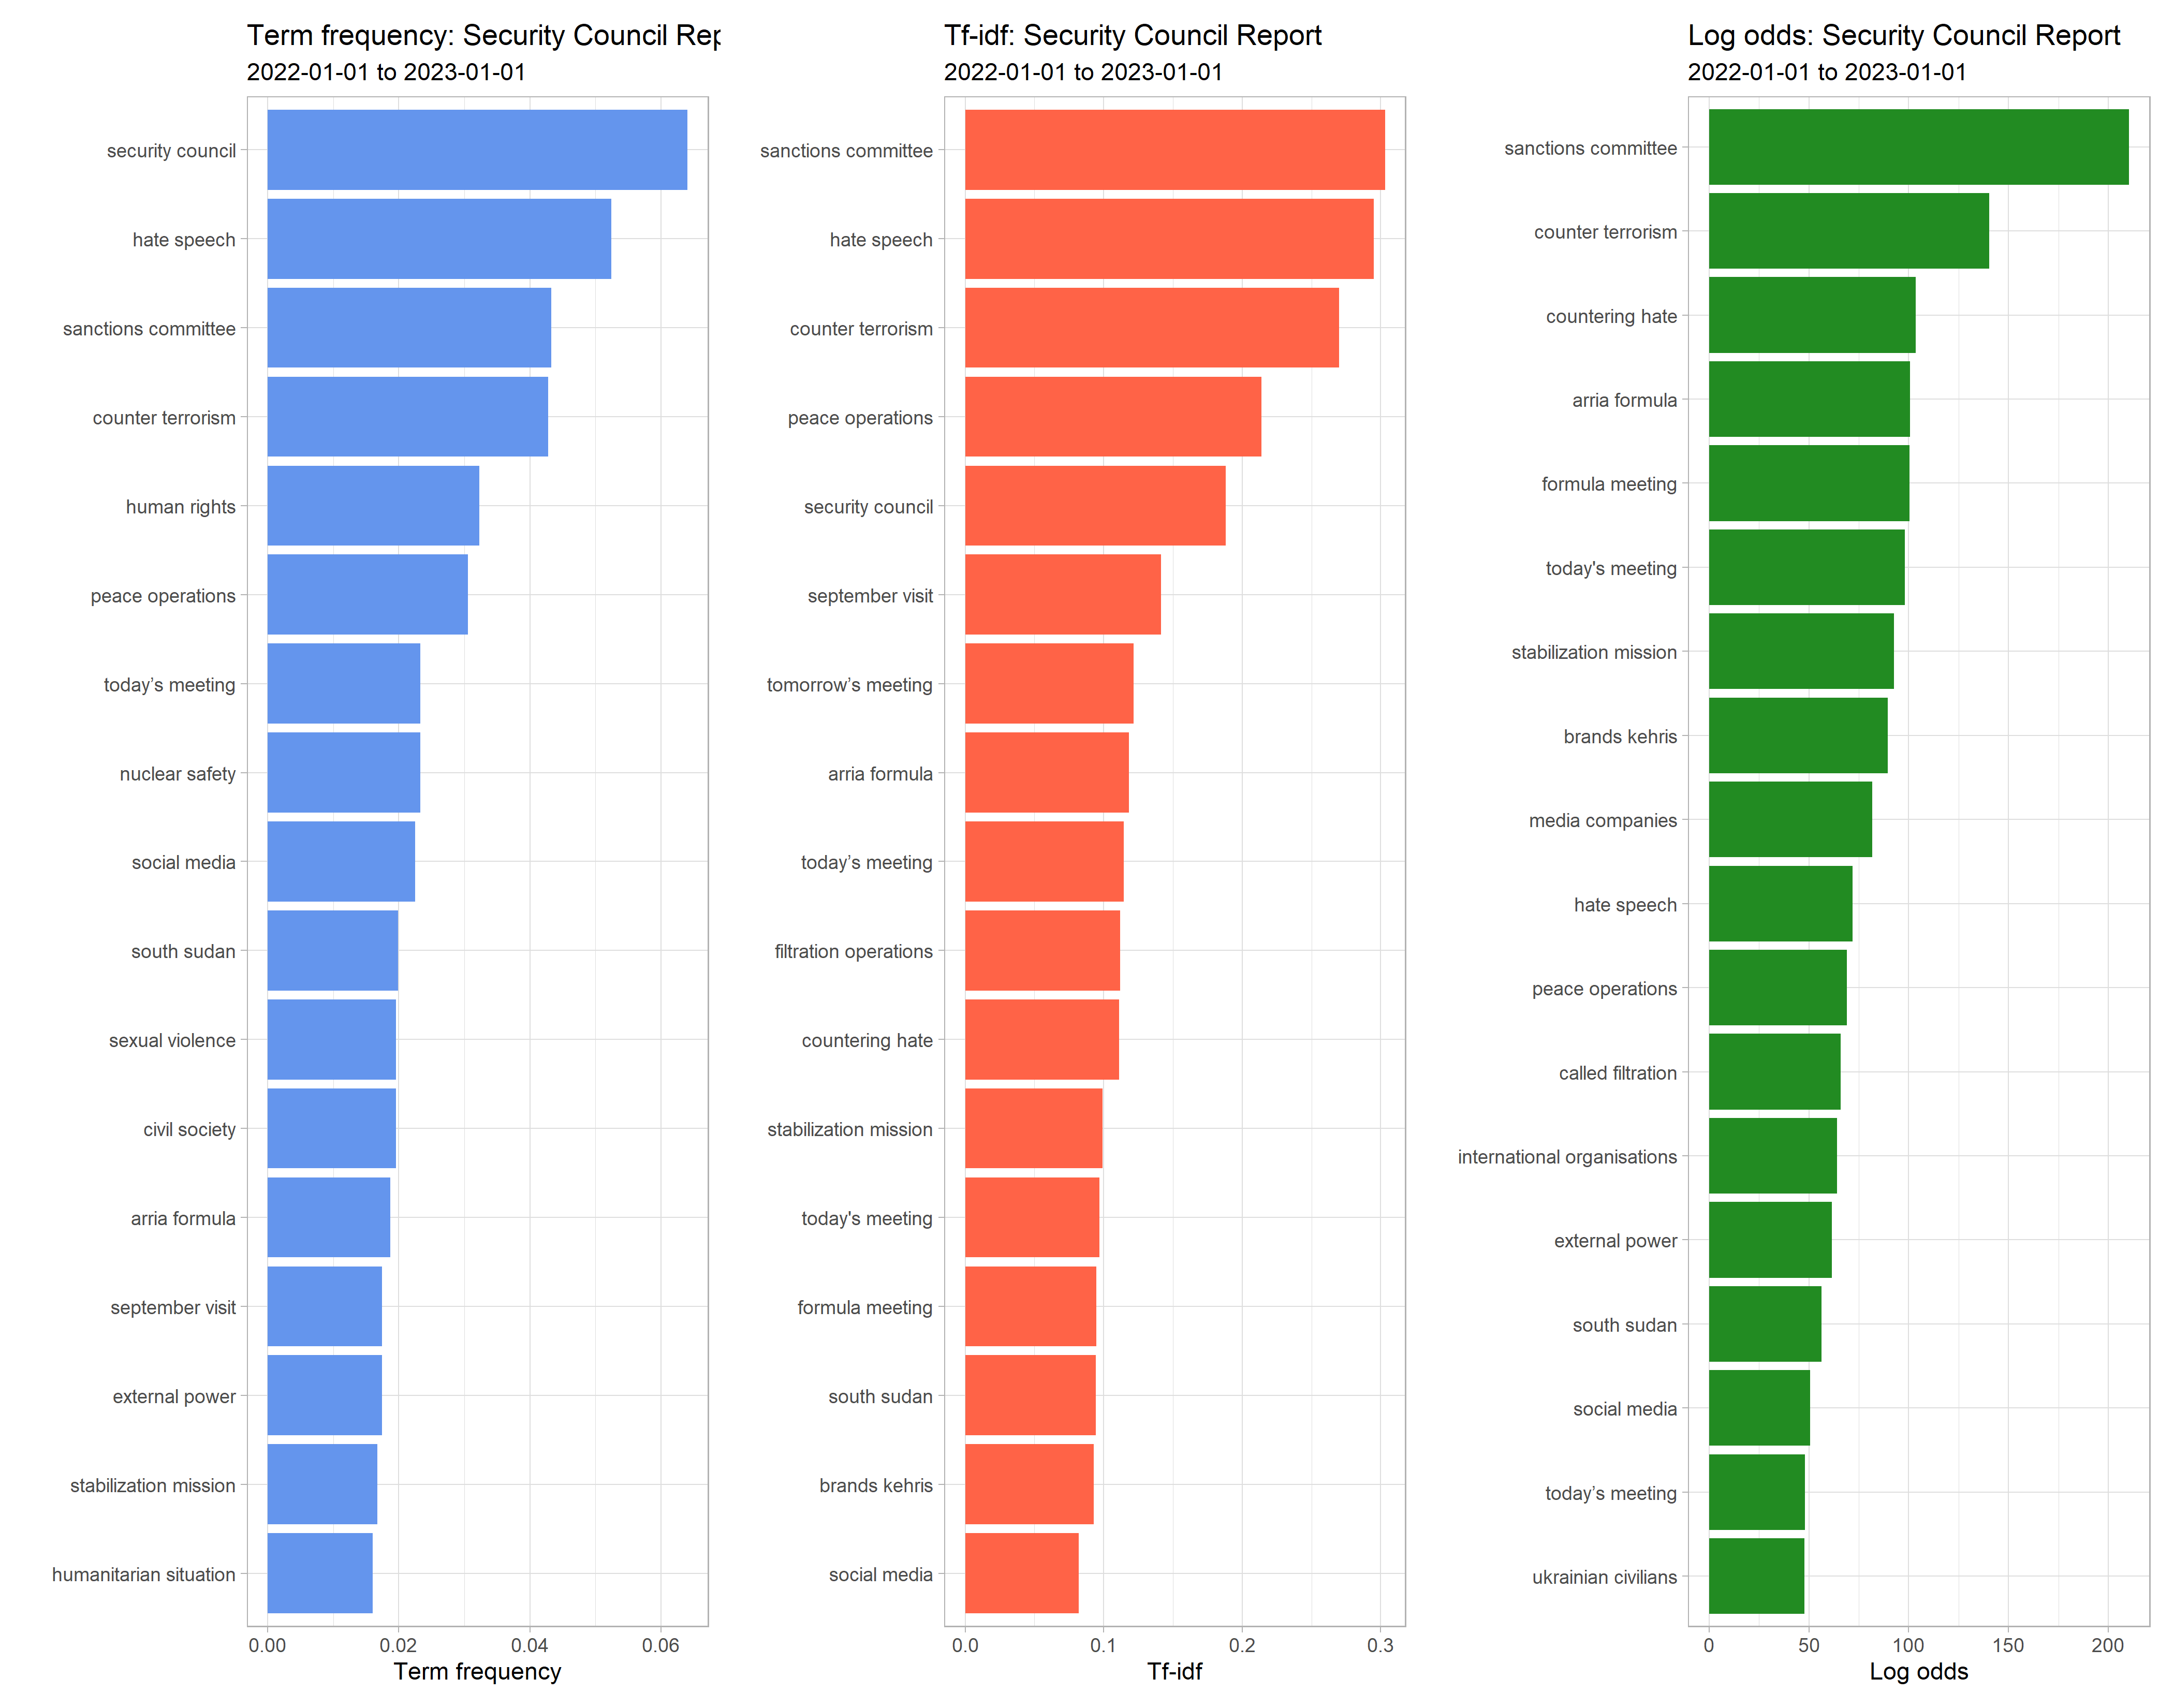 Term frequency: Security Council Rep
2022-01-01 to 2023-01-01
security council
hate speech
sanctions committee
counter terrorism
human rights
peace operations
today’s meeting
nuclear safety
social media
south sudan
sexual violence
civil society
arria formula
september visit
external power
stabilization mission
humanitarian situation
0.00 0.02 0.04 0.06
Term frequency
Tf-idf: Security Council Report
2022-01-01 to 2023-01-01
sanctions committee
hate speech
counter terrorism
peace operations
security council
september visit
tomorrow’s meeting
arria formula
today’s meeting
filtration operations
countering hate
stabilization mission
today's meeting
formula meeting
south sudan
brands kehris
social media
0.0 0.1 0.2 0.3
Tf-idf
Log odds: Security Council Report
2022-01-01 to 2023-01-01
sanctions committee
counter terrorism
countering hate
arria formula
formula meeting
today's meeting
stabilization mission
brands kehris
media companies
hate speech
peace operations
called filtration
international organisations
external power
south sudan
social media
today’s meeting
ukrainian civilians
0 50 100 150 200
Log odds